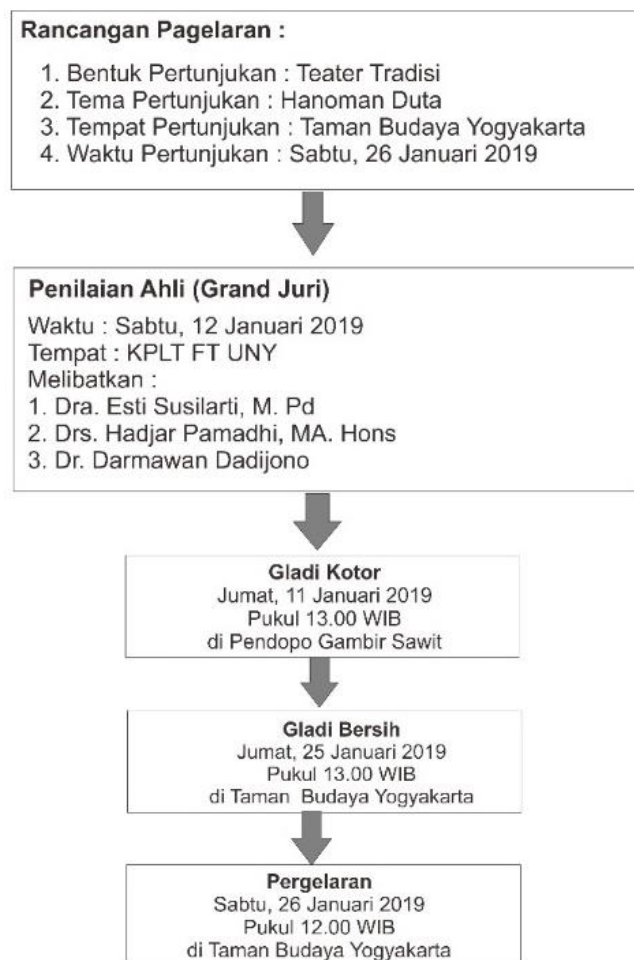 Rancangan Pagelaran :
1. Bentuk Pertunjukan : Teater Tradisi
2. Tema Pertunjukan : Hanoman Duta
3. Tempat Pertunjukan : Taman Budaya Yogyakarta
4. Waktu Pertunjukan : Sabtu, 26 Januari 2019
Penilaian Ahli (Grand Juri)
Waktu : Sabtu, 12 Januari 2019
Tempat : KPLT FT UNY
Melibatkan :
1. Dra. Esti Susilarti, M. Pd
2. Drs. Hadjar Pamadhi, MA. Hons
3. Dr. Darmawan Dadijono
Gladi Kotor
Jumat, 11 Januari 2019
Pukul 13.00 WIB
di Pendopo Gambir Sawit
Gladi Bersih
Jumat, 25 Januari 2019
Pukul 13.00 WIB
di Taman Budaya Yogyakarta
Pergelaran
Sabtu, 26 Januari 2019
Pukul 12.00 WIB
di Taman Budaya Yogyakarta